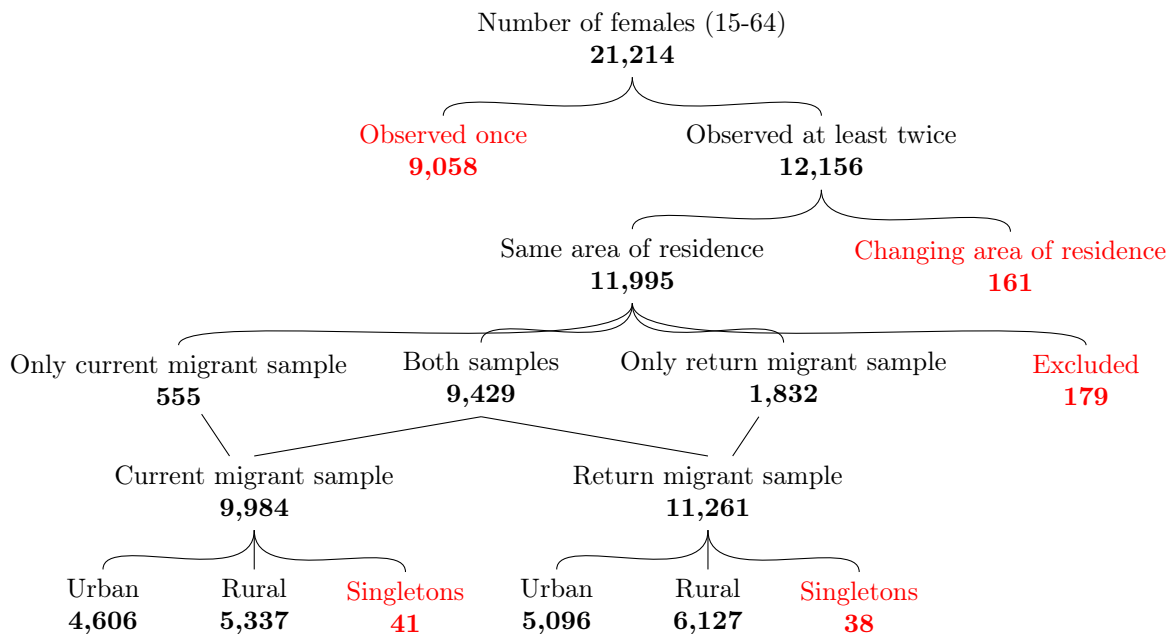 Number of females (15-64)
21,214
Observed once
9,058
Observed at least twice
12,156
Same area of residence
11,995
Changing area of residence
161
Only current migrant sample
555
Both samples
9,429
Only return migrant sample
1,832
Excluded
179
Current migrant sample
9,984
Return migrant sample
11,261
Urban
4,606
Rural
5,337
Singletons
41
Urban
5,096
Rural
6,127
Singletons
38